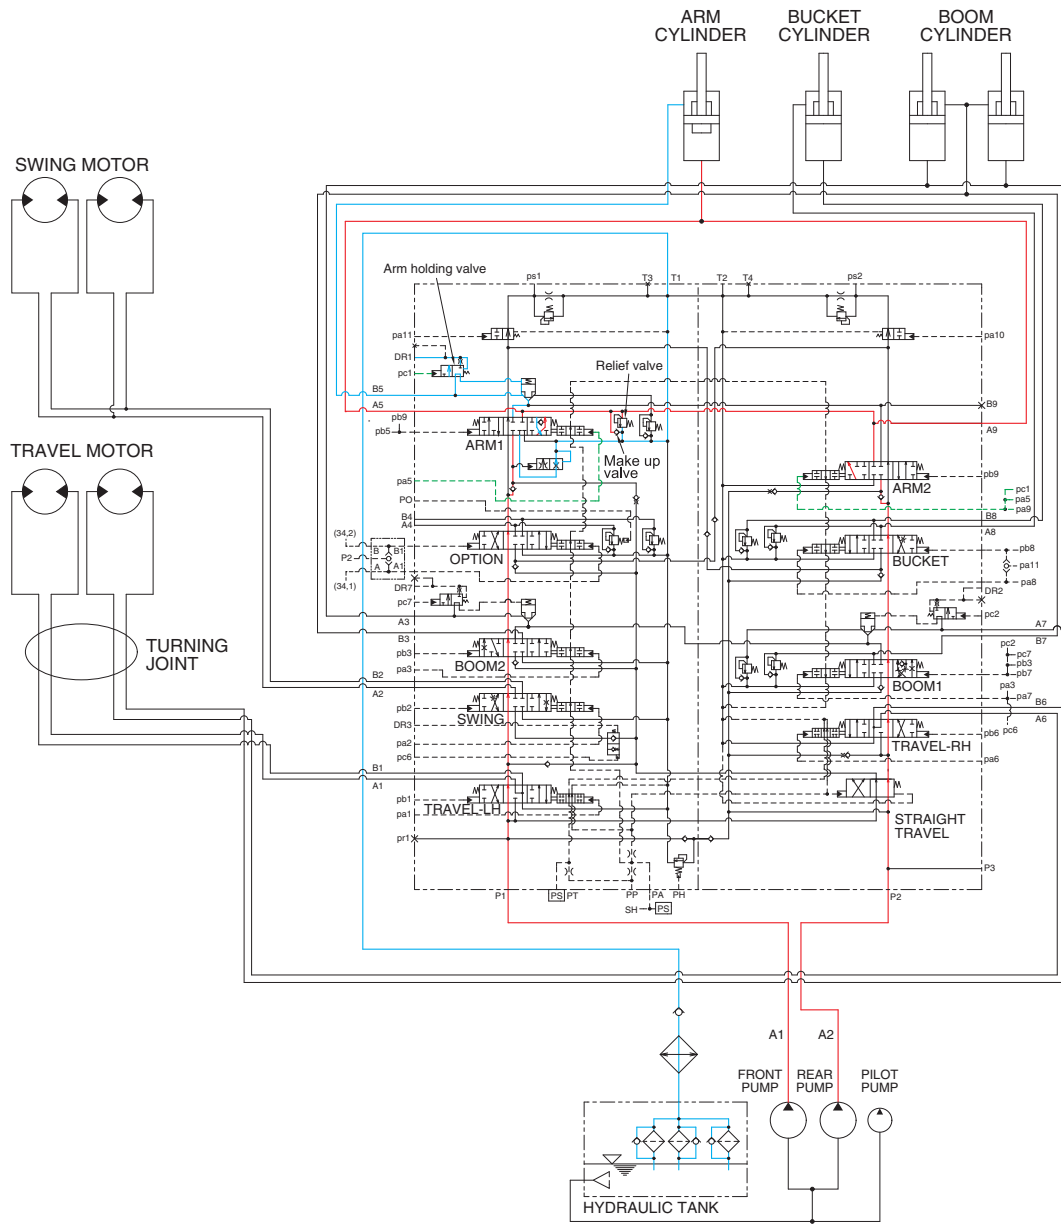 ARM
CYLINDER
BUCKET
CYLINDER
BOOM
CYLINDER
SWING MOTOR
TRAVEL MOTOR
TURNING
JOINT
Arm holding valve
ps1
T3
T1
T2
T4
ps2
pa11
pa10
DR1
pc1
Relief valve
B5
A5
B9
A9
pb9
pb5
ARM1
Make up
valve
ARM2
pb9
pa5
PO
pc1
pa5
pa9
B4
A4
B8
A8
(34,2)
P2
B
B1
A
A1
(34,1)
OPTION
BUCKET
pb8
pa11
pa8
DR7
pc7
DR2
pc2
A3
B3
A7
B7
pb3
pa3
BOOM2
BOOM1
pc2
pc7
pb3
pb7
pa3
pa7
pc6
B2
A2
B6
A6
pb2
SWING
DR3
pa2
pc6
TRAVEL-RH
pb6
pa6
B1
A1
pb1
pa1
TRAVEL-LH
STRAIGHT
TRAVEL
pr1
P3
P1
PS
PT
PP
PA
PH
P2
SH
PS
A1
A2
FRONT
PUMP
REAR
PUMP
PILOT
PUMP
HYDRAULIC TANK